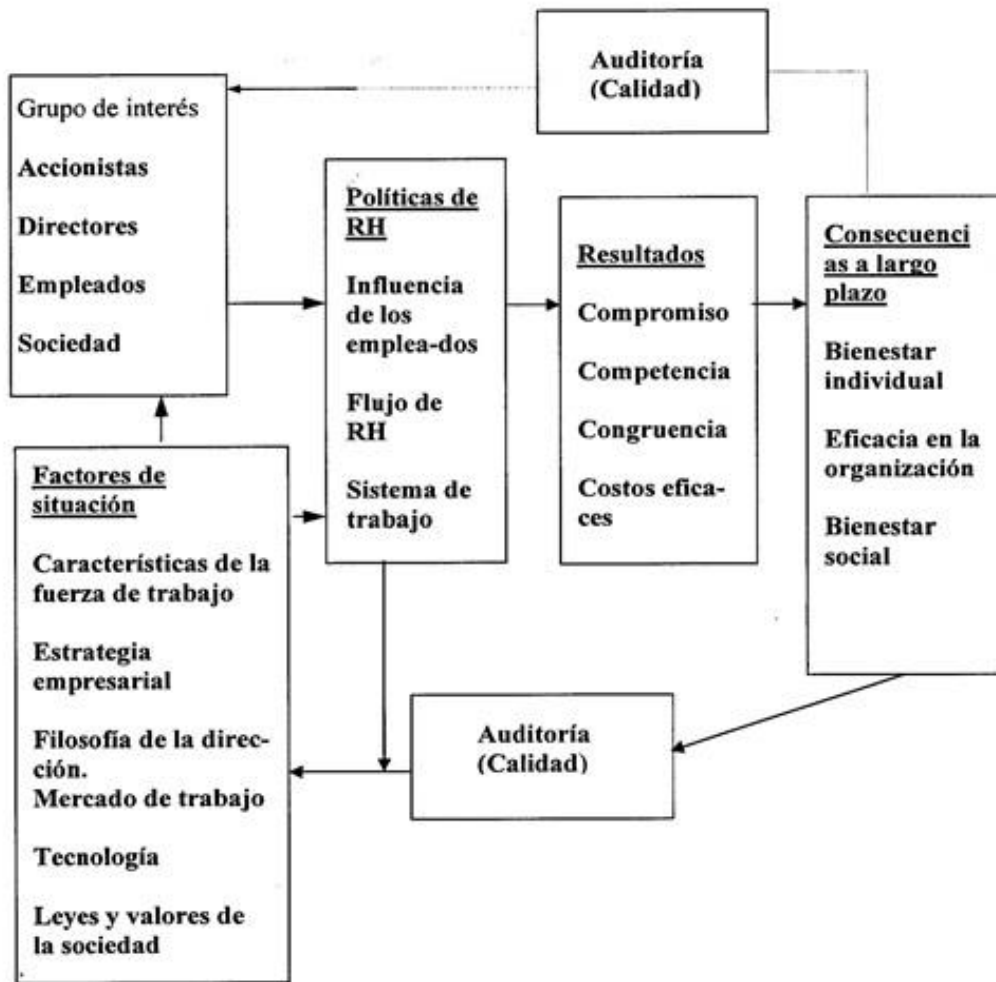 Auditoría
(Calidad)
Grupo de interés
Accionistas
Directores
Empleados
Sociedad
Políticas de
RH
Influencia
de los
emplea-dos
Flujo de
RH
Sistema de
trabajo
Resultados
Compromiso
Competencia
Congruencia
Costos efica-
ces
Consecuenci
as a largo
plazo
Bienestar
individual
Eficacia en la
organización
Bienestar
social
Factores de
situación
Características de la
fuerza de trabajo
Estrategia
empresarial
Filosofía de la direc-
ción.
Mercado de trabajo
Tecnología
Leyes y valores de
la sociedad
Auditoría
(Calidad)